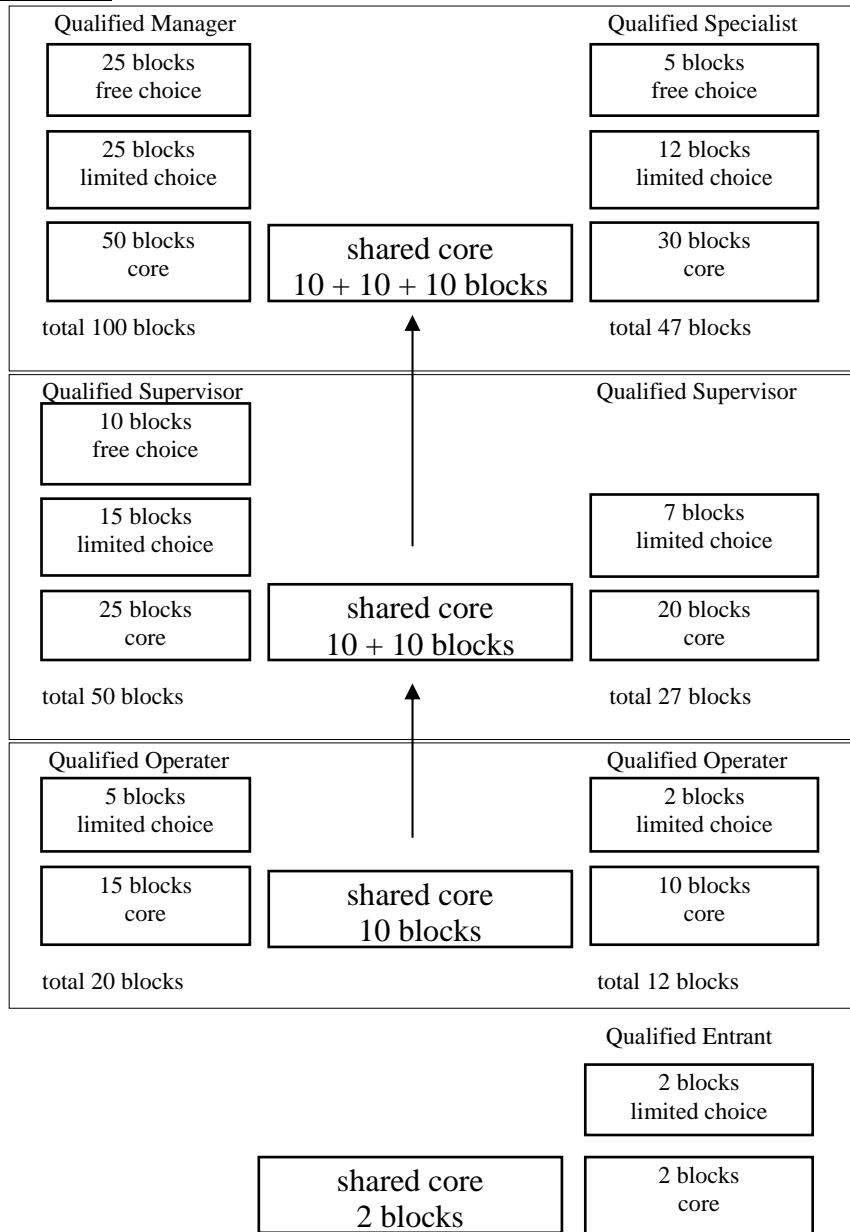 Qualified Manager
25 blocks
free choice
25 blocks
limited choice
50 blocks
core
total 100 blocks
shared core
10 + 10 + 10 blocks
Qualified Specialist
5 blocks
free choice
12 blocks
limited choice
30 blocks
core
total 47 blocks
Qualified Supervisor
10 blocks
free choice
15 blocks
limited choice
25 blocks
core
total 50 blocks
shared core
10 + 10 blocks
Qualified Supervisor
7 blocks
limited choice
20 blocks
core
total 27 blocks
Qualified Operater
5 blocks
limited choice
15 blocks
core
total 20 blocks
shared core
10 blocks
Qualified Operater
2 blocks
limited choice
10 blocks
core
total 12 blocks
Qualified Entrant
2 blocks
limited choice
shared core
2 blocks
2 blocks
core